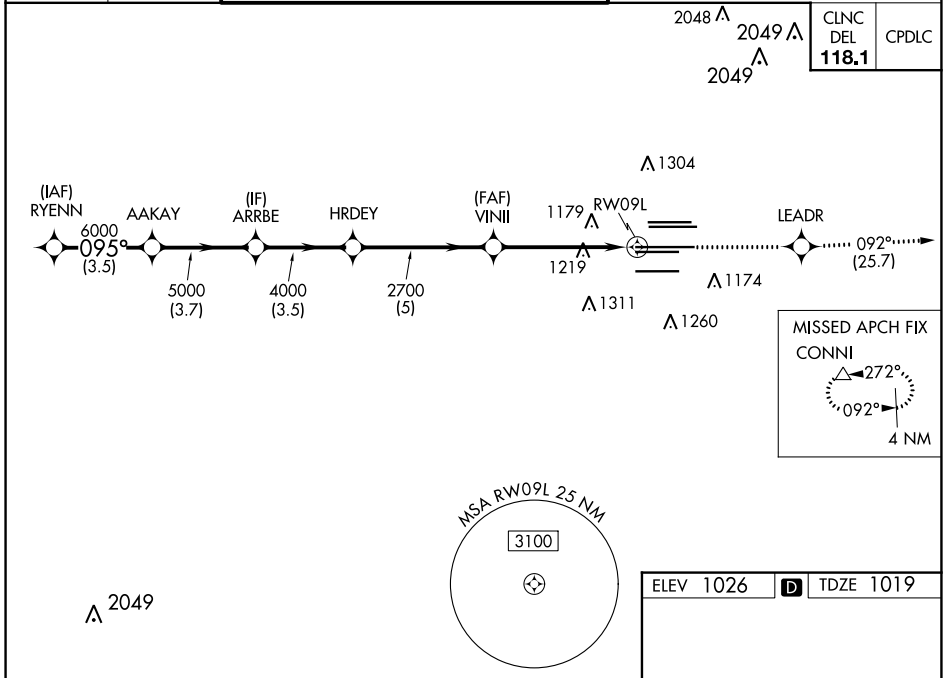 2048
2049
2049
CLNC
DEL
118.1
CPDLC
1304
(IAF)
RYENN
AAKAY
(IF)
ARRBE
HRDEY
(FAF)
VINII
1179
RW09L
LEADR
6000
095°
(3.5)
5000
(3.7)
4000
(3.5)
2700
(5)
1219
092°
(25.7)
1311
1174
1260
MISSED APCH FIX
CONNI
272°
092°
4 NM
MSA RW09L 25 NM
3100
2049
ELEV 1026 D TDZE 1019